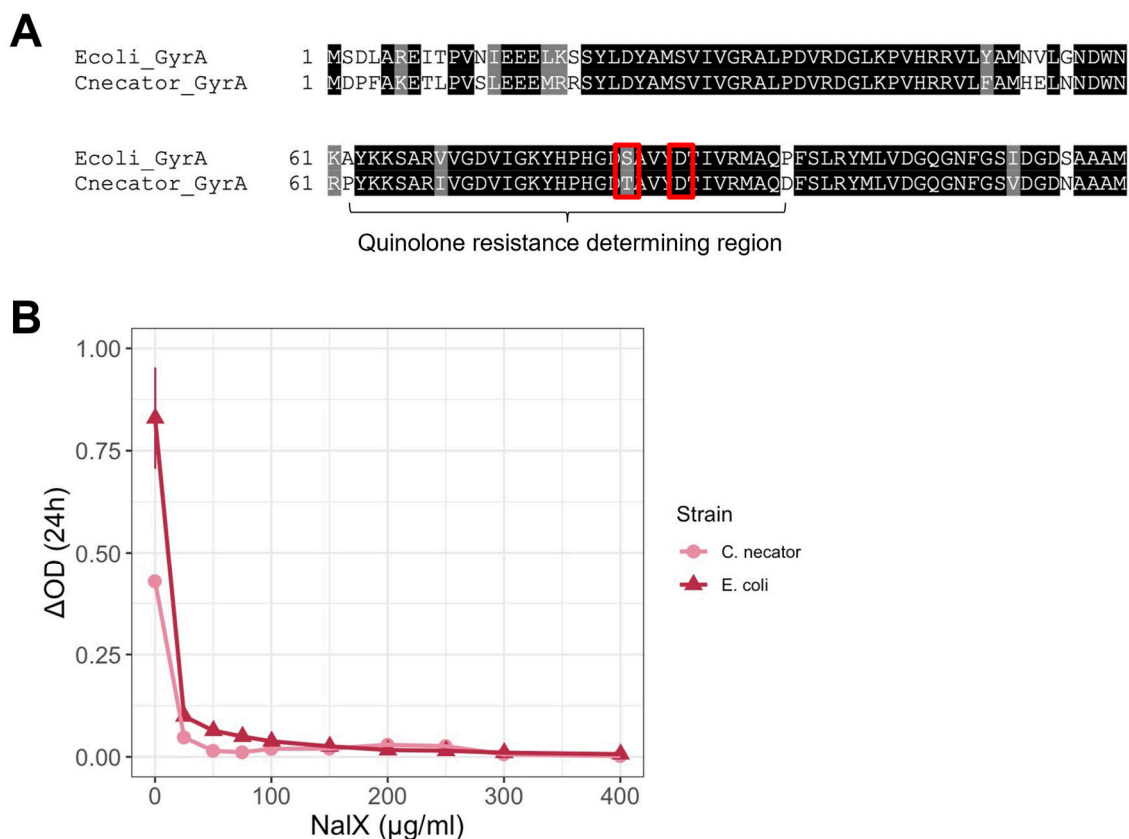 A
Ecoli_GyrA 1 MSDLAREITPVNIEEELKSSYLDYAMSVIVGRALPDVRDGLKPVHRRVLYAMNVLGNDWN
Cnecator_GyrA 1 MDPFAKETLPVSLEEEMRRSYLDYAMSVIVGRALPDVRDGLKPVHRRVLFAMHELNNDWN
Ecoli_GyrA 61 KAYKKSARVVGDVIGKYHPHGDSAVYDTIVRMAQPFSLRYMLVDGQGNFGSIDGDSAAAM
Cnecator_GyrA 61 RPYKKSARIVGDVIGKYHPHGDTAVYDTIVRMAQDFSLRYMLVDGQGNFGSVDGDNAAAM
Quinolone resistance determining region
B
1.00
0.75
0.50
0.25
0.00
ΔOD (24h)
0 100 200 300 400
NalX (µg/ml)
Strain
C. necator
E. coli